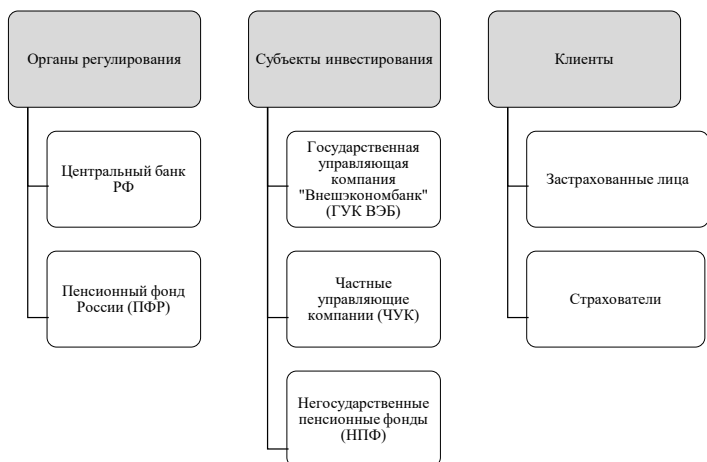 Органы регулирования
Центральный банк
РФ
Пенсионный фонд
России (ПФР)
Субъекты инвестирования
Государственная
управляющая
компания
"Внешэкономбанк"
(ГУК ВЭБ)
Частные
управляющие
компании (ЧУК)
Негосударственные
пенсионные фонды
(НПФ)
Клиенты
Застрахованные лица
Страхователи